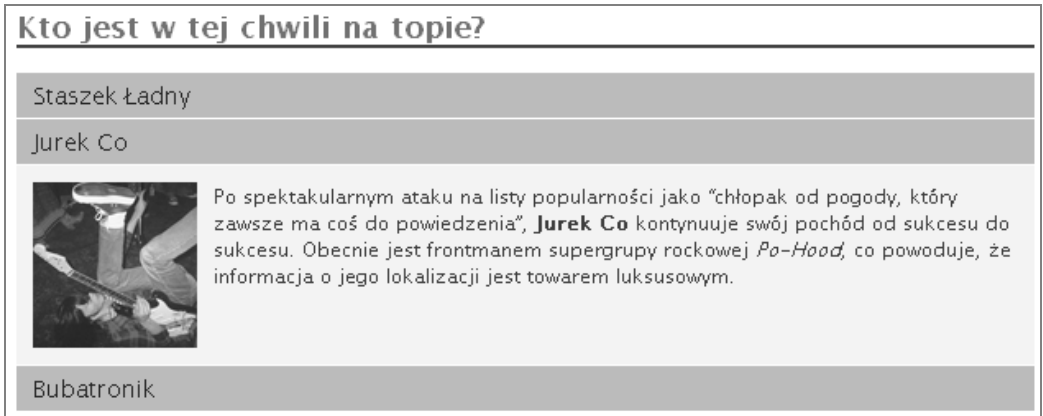 Kto jest w tej chwili na topie?
Staszek Ładny
Jurek Co
Po spektakularnym ataku na listy popularności jako “chłopak od pogody, który
zawsze ma coś do powiedzenia”, Jurek Co kontynuuje swój pochód od sukcesu do
sukcesu. Obecnie jest frontmanem supergrupy rockowej Po-Hood, co powoduje, że
informacja o jego lokalizacji jest towarem luksusowym.
Bubatronik